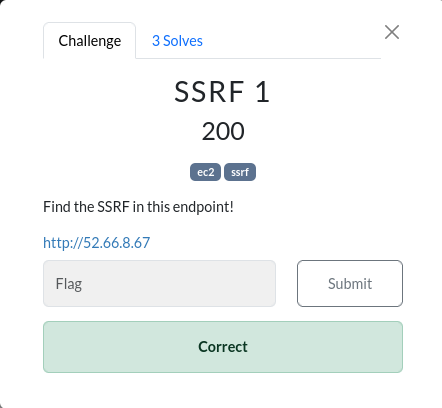 Challenge 3 Solves
SSRF 1
200
ec2 ssrf
Find the SSRF in this endpoint!
http://52.66.8.67
Flag Submit
Correct